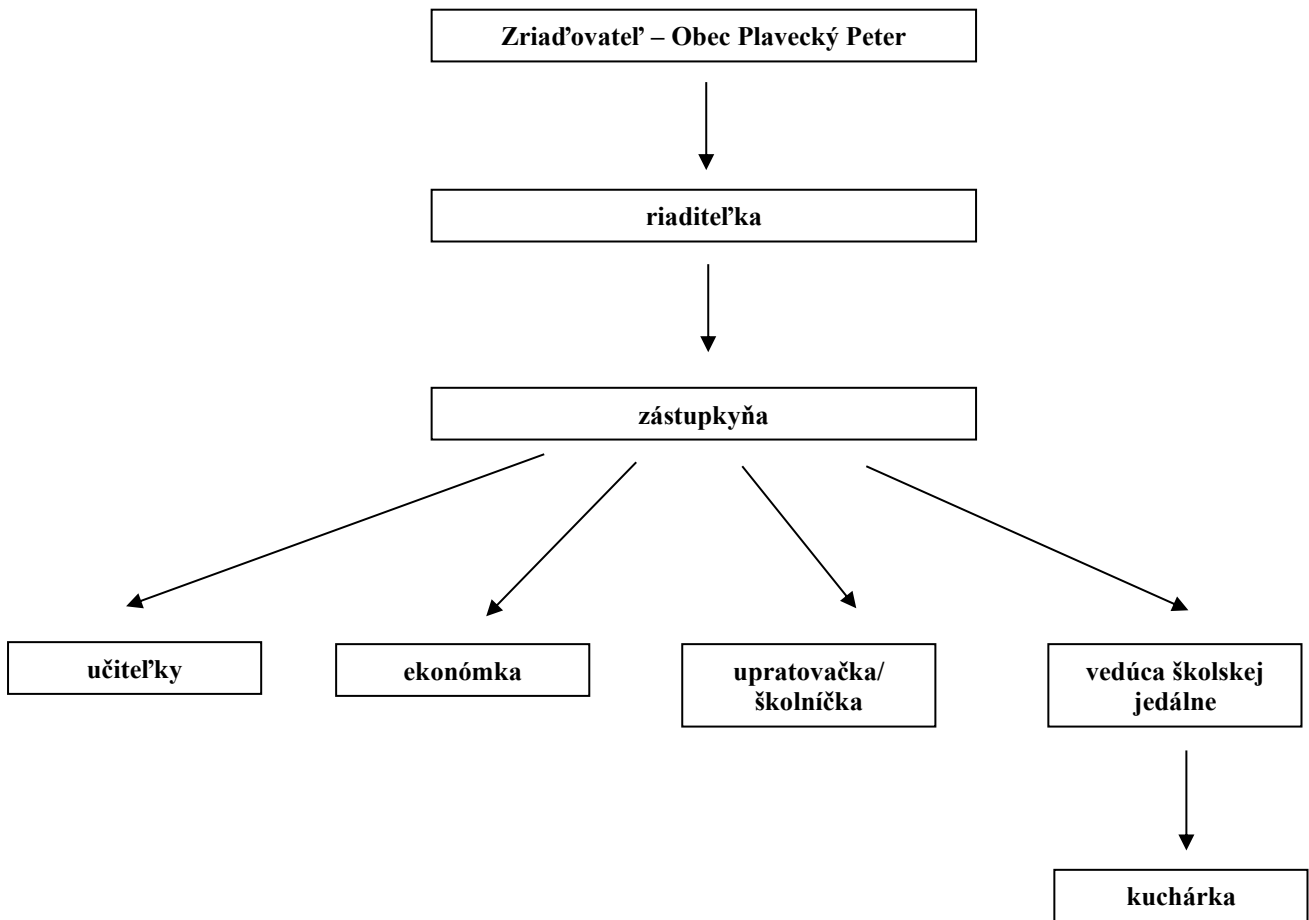 Zriaďovateľ – Obec Plavecký Peter
riaditeľka
zástupkyňa
učiteľky
ekonómka
upratovačka/
školníčka
vedúca školskej
jedálne
kuchárka